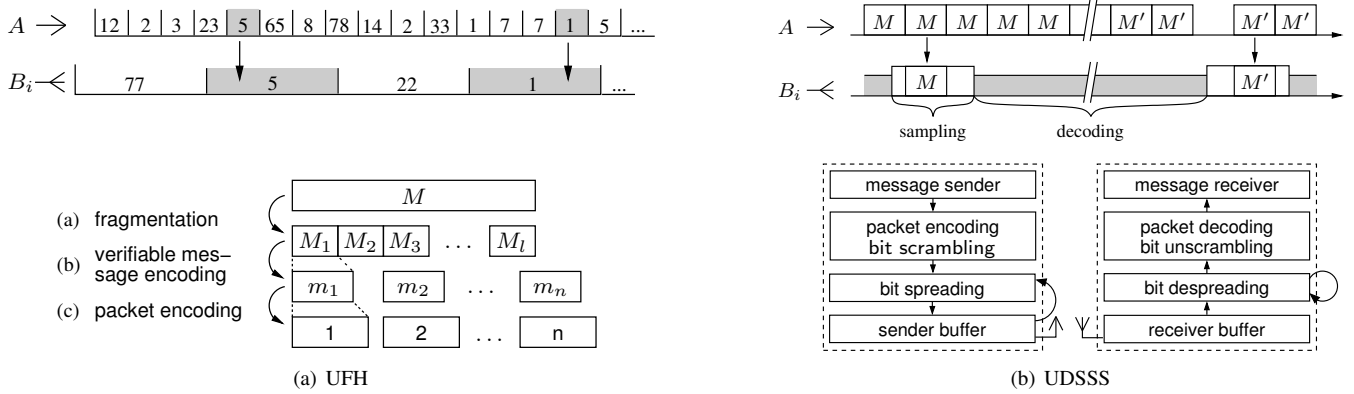 A 12 2 3 23 5 65 8 78 14 2 33 1 7 7 1 5 ...
B_i 77 5 22 1 ...
M
(a) fragmentation
M_1 M_2 M_3 ... M_l
(b) verifiable mes–
sage encoding
m_1 m_2 ... m_n
(c) packet encoding
1 2 ... n
(a) UFH
A M M M M M M' M' M' M'
B_i M M'
sampling decoding
message sender message receiver
packet encoding packet decoding
bit scrambling bit unscrambling
bit spreading bit despreading
sender buffer receiver buffer
(b) UDSSS